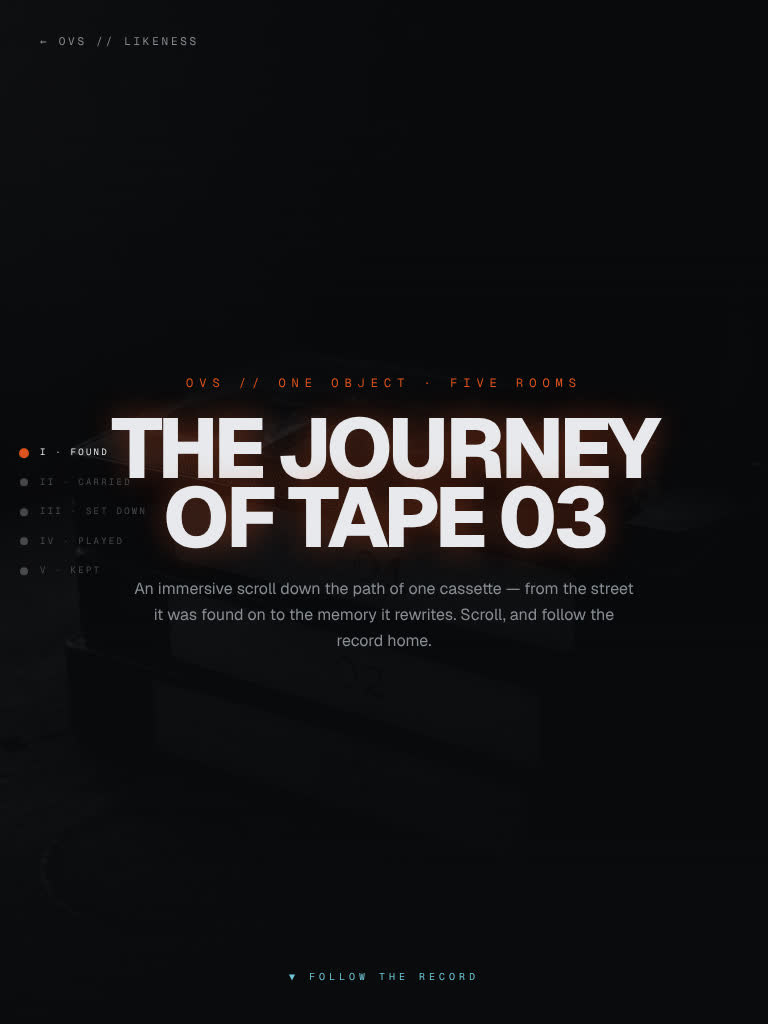 ← OVS // LIKENESS
OVS // ONE OBJECT · FIVE ROOMS
THE JOURNEY
OF TAPE 03
I · FOUND
II · CARRIED
III · SET DOWN
IV · PLAYED
V · KEPT
An immersive scroll down the path of one cassette — from the street
it was found on to the memory it rewrites. Scroll, and follow the
record home.
02
▼ FOLLOW THE RECORD